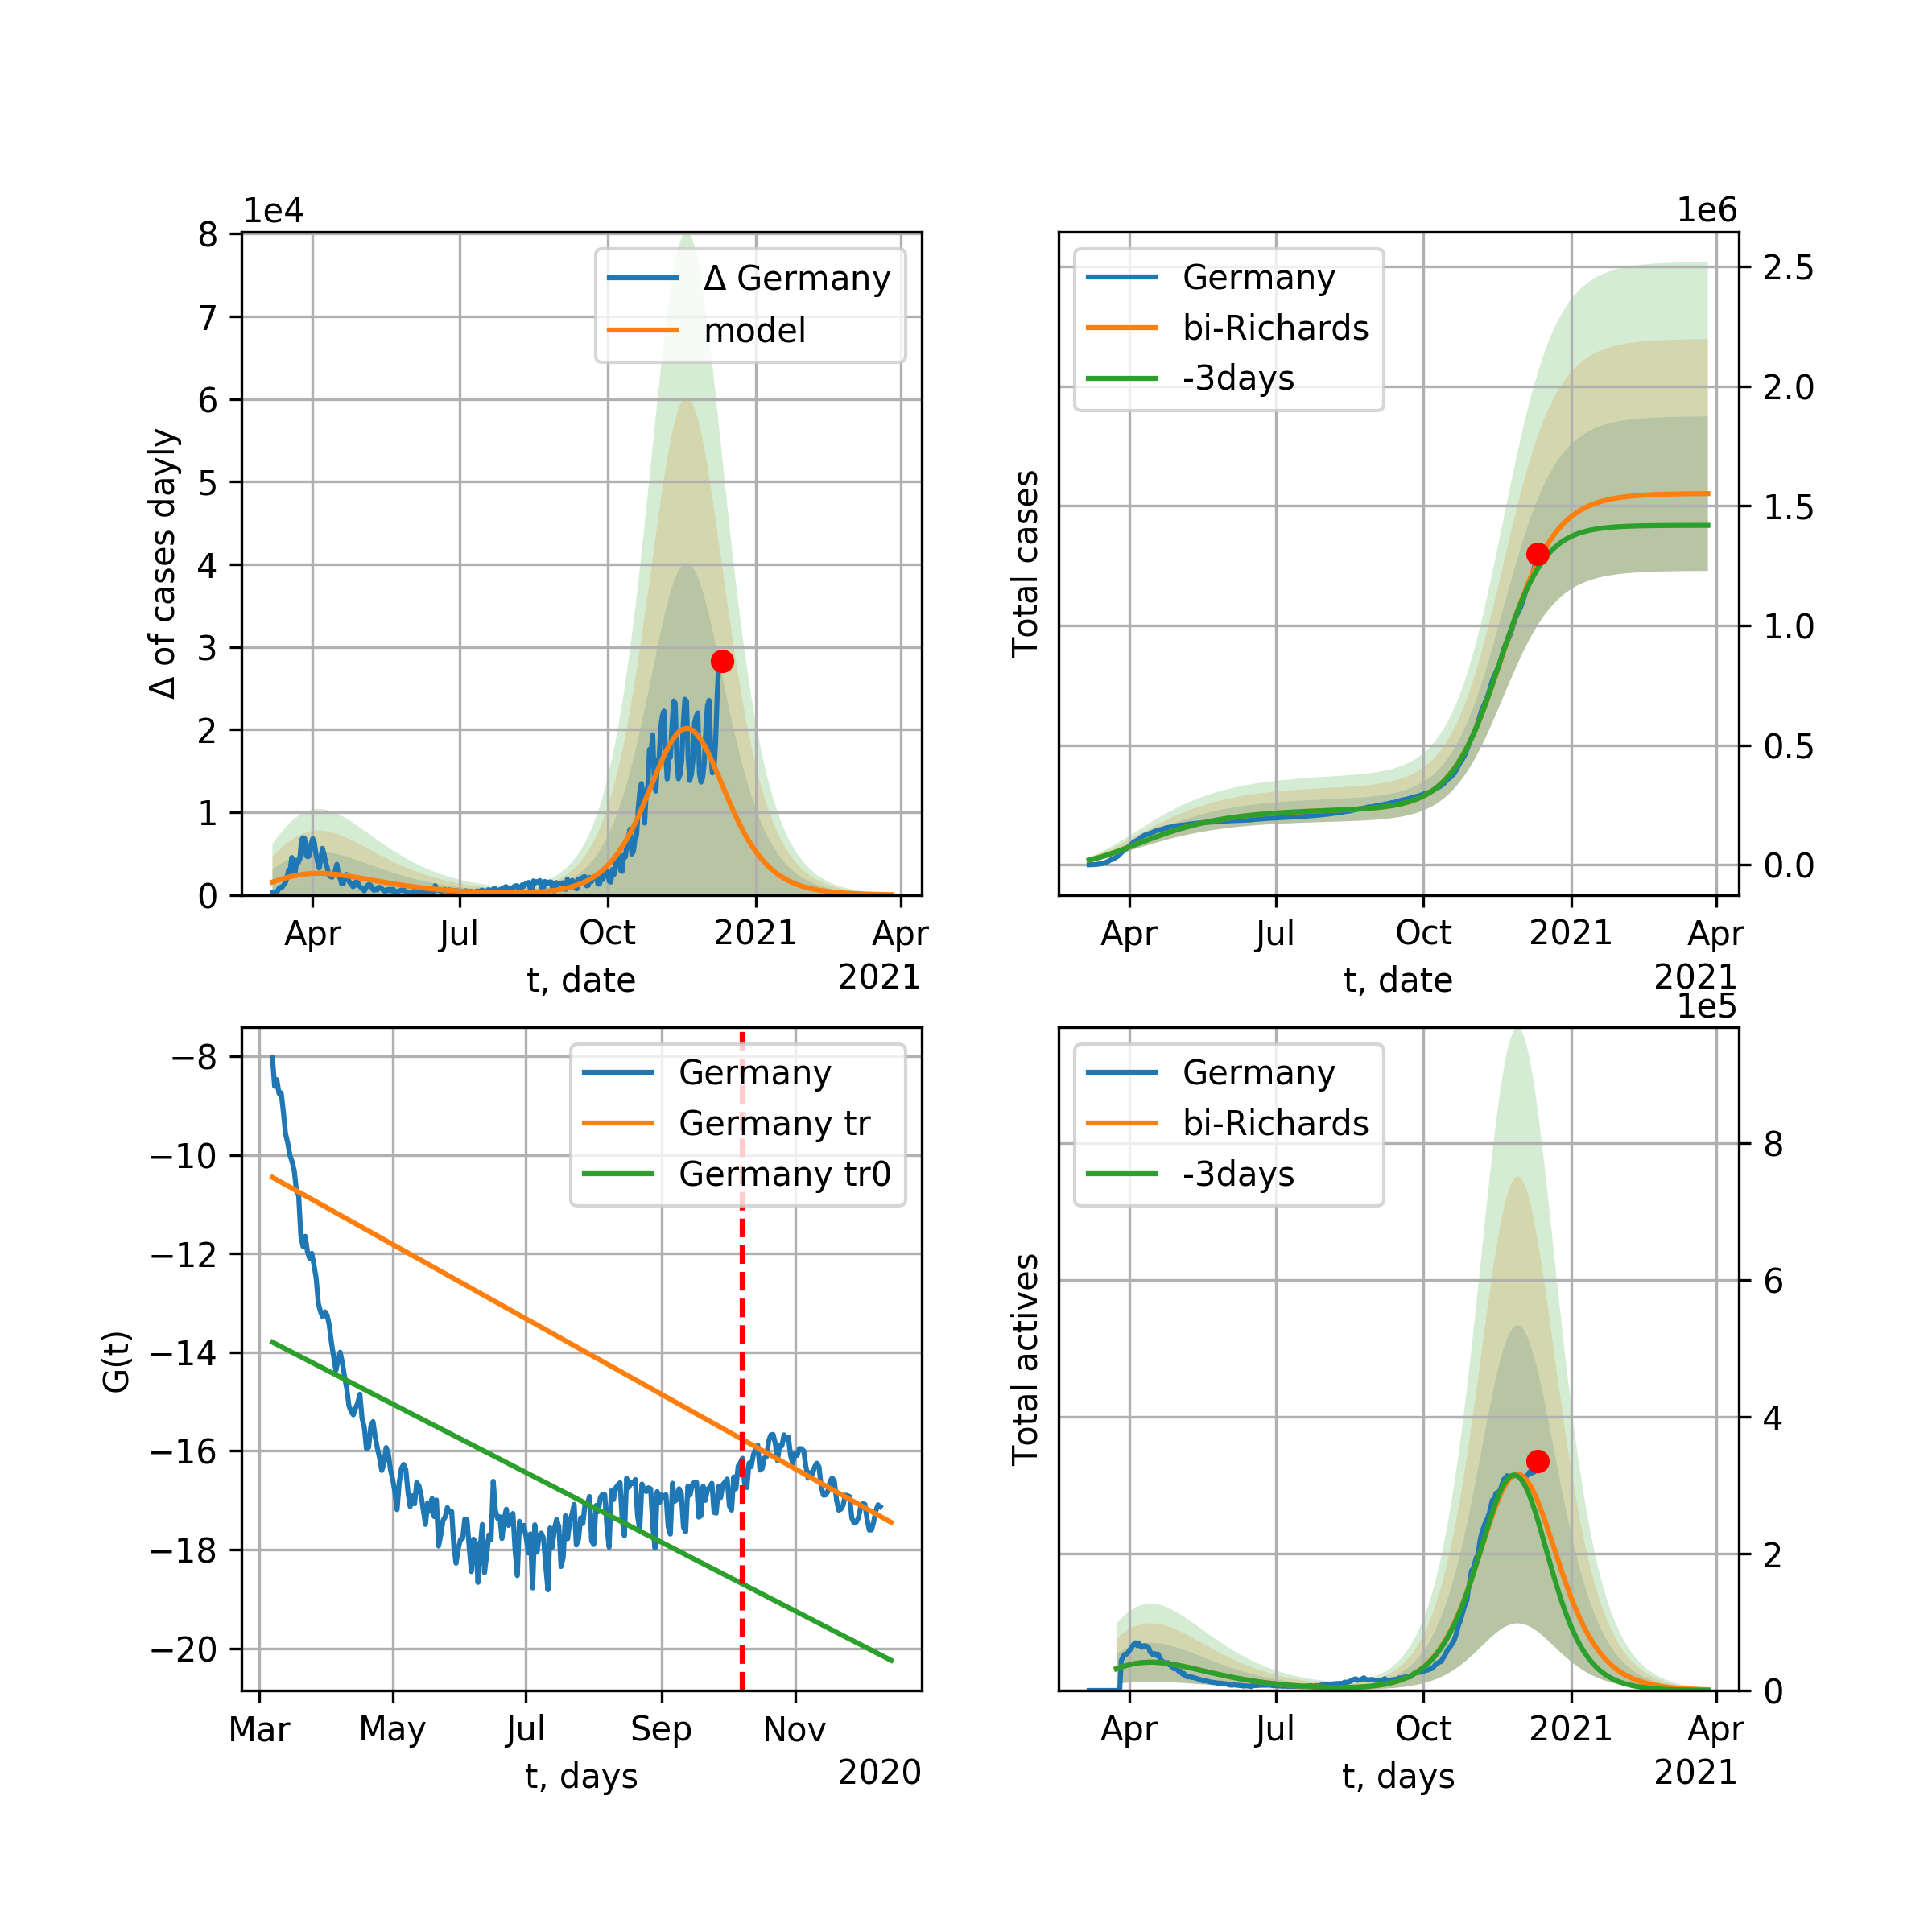 1e4
8
7
6
5
4
3
2
1
0
Δ of cases dayly
Δ Germany
model
Apr Jul Oct 2021 Apr
t, date
2021
1e6
2.5
2.0
1.5
1.0
0.5
0.0
Total cases
Germany
bi-Richards
-3days
Apr Jul Oct 2021 Apr
t, date
2021
−8
−10
−12
−14
−16
−18
−20
G(t)
Germany
Germany tr
Germany tr0
Mar May Jul Sep Nov
t, days
2020
1e5
8
6
4
2
0
Total actives
Germany
bi-Richards
-3days
Apr Jul Oct 2021 Apr
t, days
2021